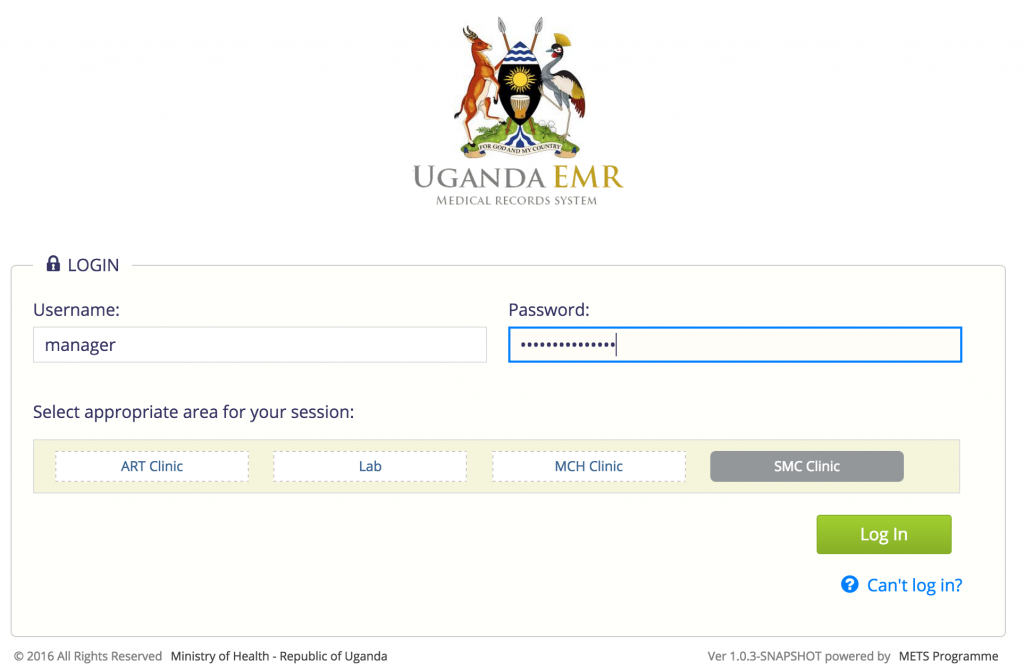 FOR GOD AND MY COUNTRY
UGANDA EMR
MEDICAL RECORDS SYSTEM
LOGIN
Username:
Password:
manager
•••••••••••••••
Select appropriate area for your session:
ART Clinic
Lab
MCH Clinic
SMC Clinic
Log In
? Can't log in?
© 2016 All Rights Reserved Ministry of Health - Republic of Uganda
Ver 1.0.3-SNAPSHOT powered by METS Programme